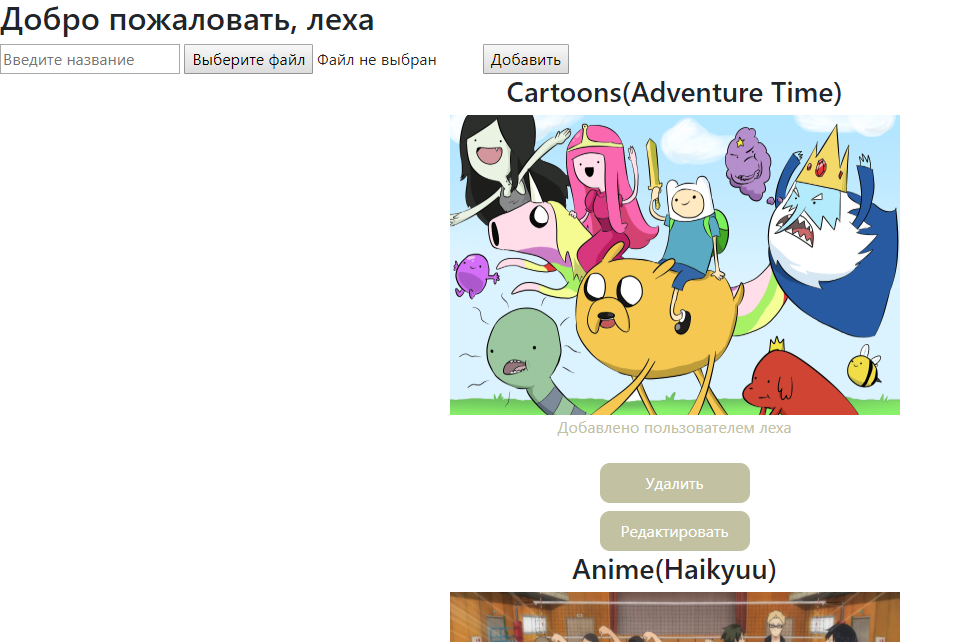 Добро пожаловать, леха
Введите название Выберите файл Файл не выбран Добавить
Cartoons(Adventure Time)
Добавлено пользователем леха
Удалить
Редактировать
Anime(Haikyuu)